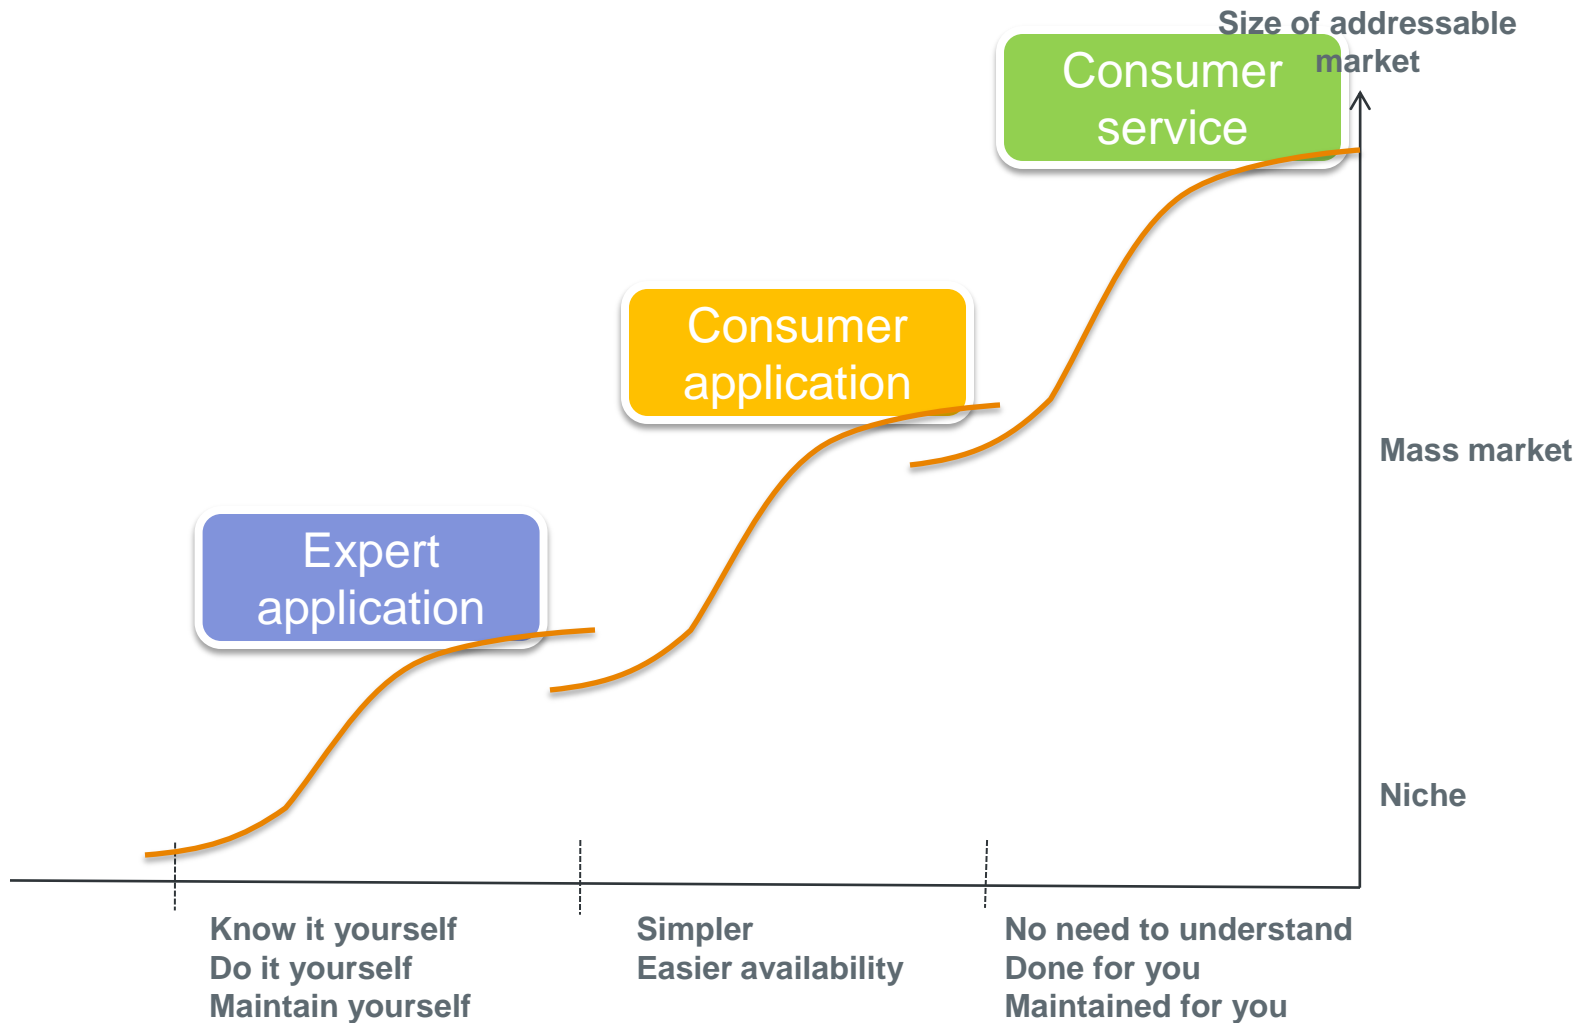 Size of addressable
market
Consumer
service
Consumer
application
Mass market
Expert
application
Niche
Know it yourself
Do it yourself
Maintain yourself
Simpler
Easier availability
No need to understand
Done for you
Maintained for you